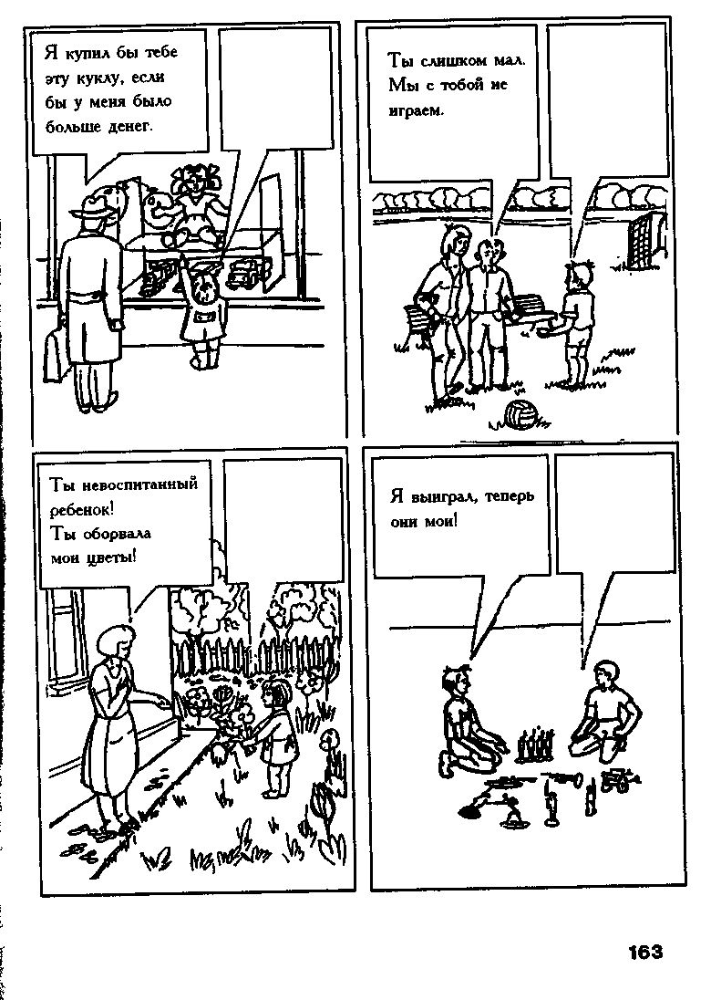 Я купил бы тебе
эту куклу, если
бы у меня было
больше денег.
Ты слишком мал.
Мы с тобой не
играем.
Ты невоспитанный
ребенок!
Ты оборвала
мои цветы!
Я выиграл, теперь
они мои!
163